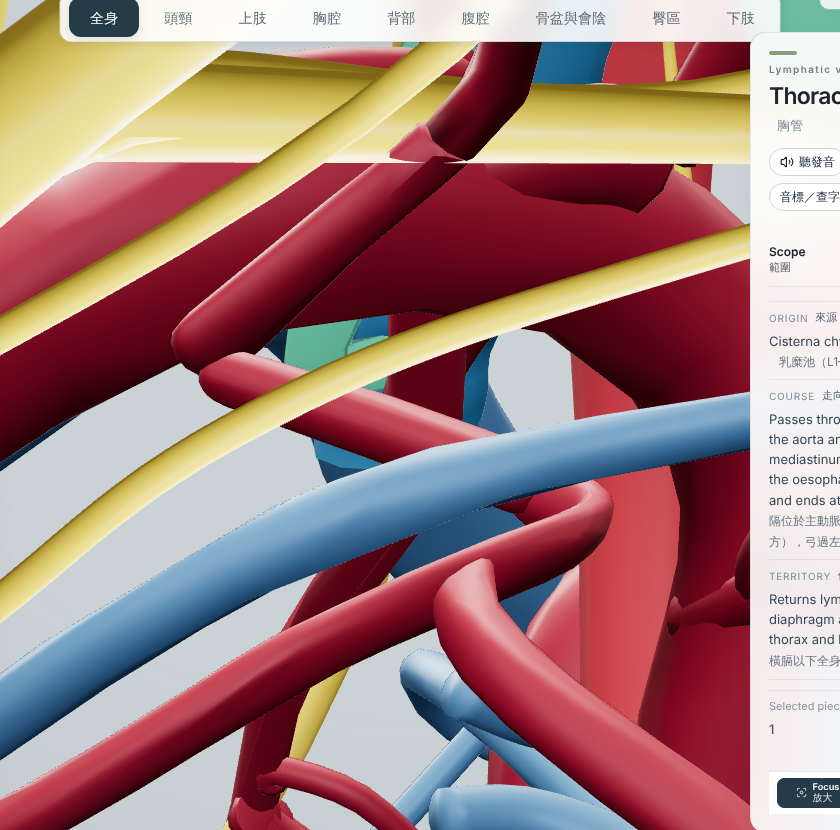 全身 頭頸 上肢 胸腔 背部 腹腔 骨盆與會陰 臀區 下肢
Lymphatic v
Thorac
胸管
聽發音
音標／查字
Scope
範圍
ORIGIN 來源
Cisterna ch
乳糜池（L1
COURSE 走向
Passes thro
the aorta an
mediastinu
the oesopha
and ends at
隔位於主動脈
方），弓過左
TERRITORY
Returns lym
diaphragm a
thorax and
橫膈以下全身
Selected piec
1
Focus
放大